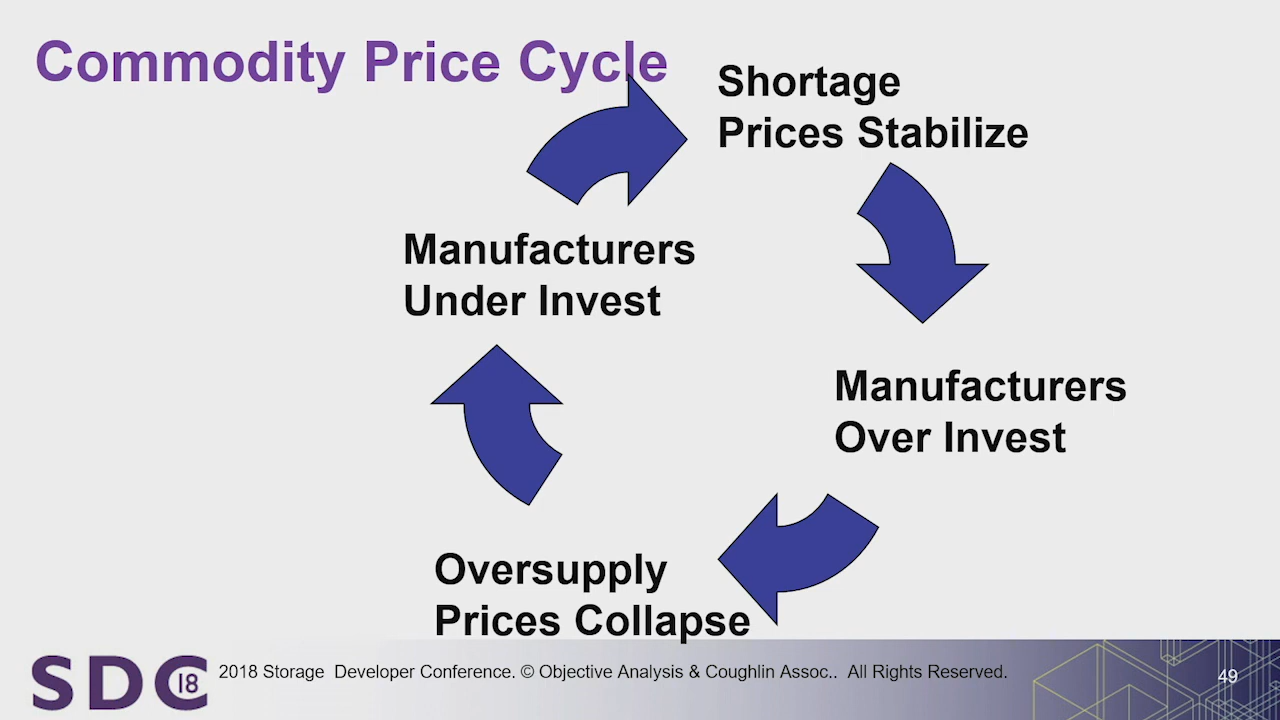 Commodity Price Cycle
Shortage
Prices Stabilize
Manufacturers
Under Invest
Manufacturers
Over Invest
Oversupply
Prices Collapse
SDC 18
2018 Storage  Developer Conference. © Objective Analysis & Coughlin Assoc..  All Rights Reserved.
49